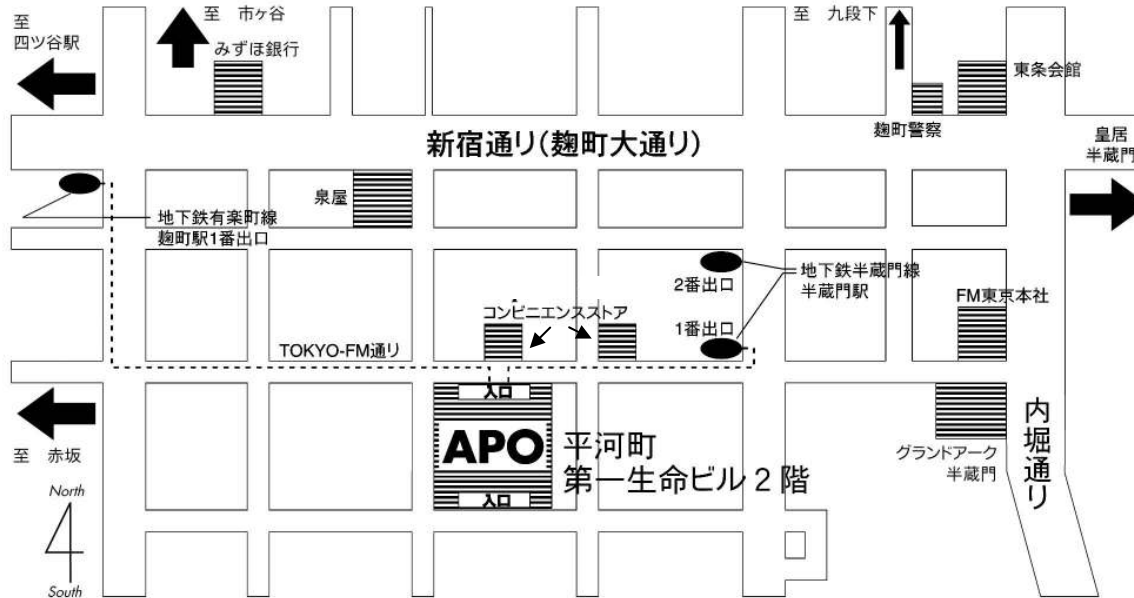 至
四ツ谷駅
至 市ヶ谷
みずほ銀行
至 九段下
東条会館
麹町警察
皇居
半蔵門
新宿通り(麹町大通り)
泉屋
地下鉄有楽町線
麹町駅1番出口
2番出口
地下鉄半蔵門線
半蔵門駅
コンビニエンスストア
1番出口
FM東京本社
TOKYO-FM通り
入口
APO
平河町
第一生命ビル2階
入口
グランドアーク
半蔵門
内堀通り
至 赤坂
North
South